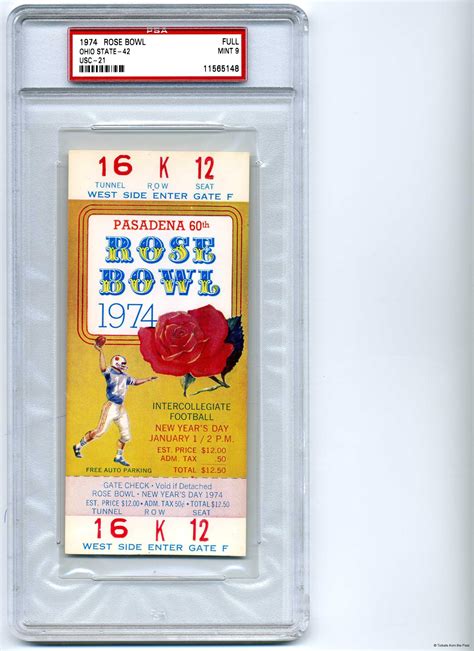 PSA
1974 ROSE BOWL FULL
OHIO STATE-42 MINT 9
USC-21 11565148
16 K 12
TUNNEL ROW SEAT
WEST SIDE ENTER GATE F
PASADENA 60th
ROSE
BOWL
1974
INTERCOLLEGIATE
FOOTBALL
NEW YEAR'S DAY
JANUARY 1 / 2 P.M.
EST. PRICE $12.00
ADM. TAX .50
FREE AUTO PARKING TOTAL $12.50
GATE CHECK · Void if Detached
ROSE BOWL · NEW YEAR'S DAY 1974
EST. PRICE $12.00 · ADM. TAX 50¢ · TOTAL $12.50
TUNNEL ROW SEAT
16 K 12
WEST SIDE ENTER GATE F
© Tickets from the Past